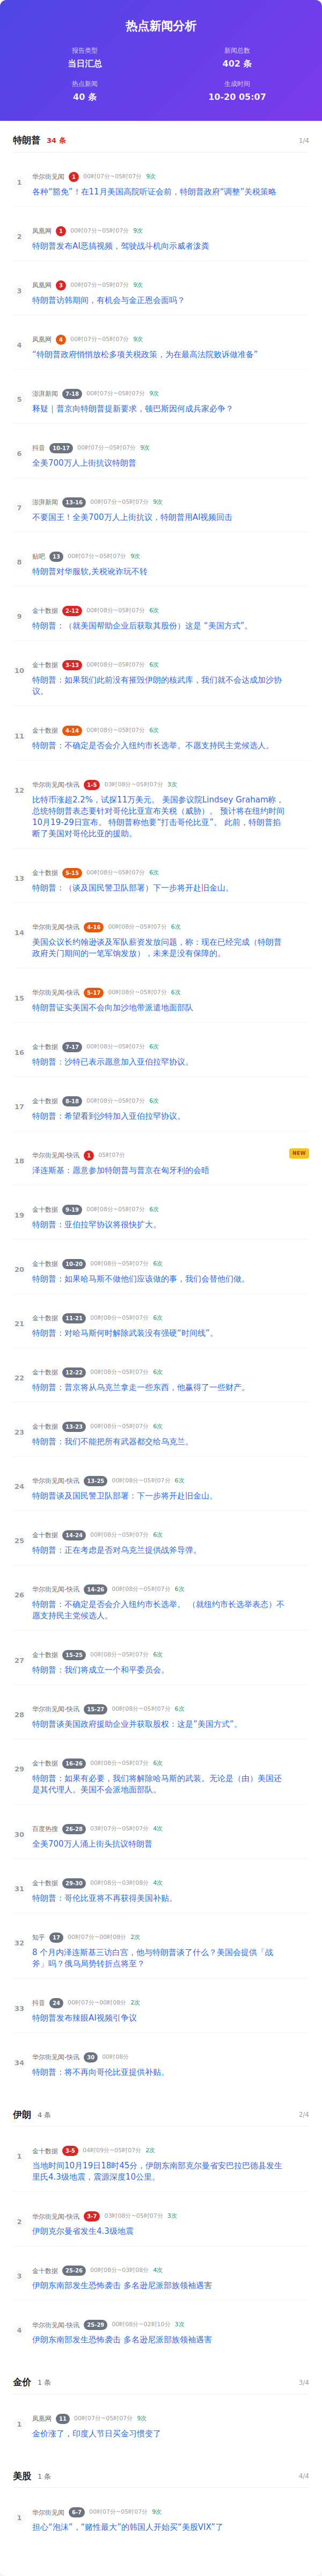 热点新闻分析
报告类型
新闻总数
当日汇总
402 条
热点新闻
生成时间
40 条
10-20 05:07
特朗普 34 条 1/4
1
华尔街见闻 1 00时07分~05时07分 9次
各种“豁免”！在11月美国高院听证会前，特朗普政府“调整”关税策略
2
凤凰网 1 00时07分~05时07分 9次
特朗普发布AI恶搞视频，驾驶战斗机向示威者泼粪
3
凤凰网 3 00时07分~05时07分 9次
特朗普访韩期间，有机会与金正恩会面吗？
4
凤凰网 4 00时07分~05时07分 9次
“特朗普政府悄悄放松多项关税政策，为在最高法院败诉做准备”
5
澎湃新闻 7-18 00时07分~05时07分 9次
释疑｜普京向特朗普提新要求，顿巴斯因何成兵家必争？
6
抖音 10-17 00时07分~05时07分 9次
全美700万人上街抗议特朗普
7
澎湃新闻 13-16 00时07分~05时07分 9次
不要国王！全美700万人上街抗议，特朗普用AI视频回击
8
贴吧 13 00时07分~05时07分 9次
特朗普对华服软,关税讹诈玩不转
9
金十数据 2-12 00时08分~05时07分 6次
特朗普：（就美国帮助企业后获取其股份）这是 “美国方式”。
10
金十数据 3-13 00时08分~05时07分 6次
特朗普：如果我们此前没有摧毁伊朗的核武库，我们就不会达成加沙协
议。
11
金十数据 4-14 00时08分~05时07分 6次
特朗普：不确定是否会介入纽约市长选举。不愿支持民主党候选人。
12
华尔街见闻-快讯 1-5 03时08分~05时07分 3次
比特币涨超2.2%，试探11万美元。 美国参议院Lindsey Graham称，
总统特朗普表态要针对哥伦比亚宣布关税（威胁）。 预计将在纽约时间
10月19-29日宣布。 特朗普称他要“打击哥伦比亚”。 此前，特朗普掐
断了美国对哥伦比亚的援助。
13
金十数据 5-15 00时08分~05时07分 6次
特朗普：（谈及国民警卫队部署）下一步将开赴旧金山。
14
华尔街见闻-快讯 4-16 00时08分~05时07分 6次
美国众议长约翰逊谈及军队薪资发放问题，称：现在已经完成（特朗普
政府关门期间的一笔军饷发放），未来是没有保障的。
15
华尔街见闻-快讯 5-17 00时08分~05时07分 6次
特朗普证实美国不会向加沙地带派遣地面部队
16
金十数据 7-17 00时08分~05时07分 6次
特朗普：沙特已表示愿意加入亚伯拉罕协议。
17
金十数据 8-18 00时08分~05时07分 6次
特朗普：希望看到沙特加入亚伯拉罕协议。
18
华尔街见闻-快讯 1 05时07分 NEW
泽连斯基：愿意参加特朗普与普京在匈牙利的会晤
19
金十数据 9-19 00时08分~05时07分 6次
特朗普：亚伯拉罕协议将很快扩大。
20
金十数据 10-20 00时08分~05时07分 6次
特朗普：如果哈马斯不做他们应该做的事，我们会替他们做。
21
金十数据 11-21 00时08分~05时07分 6次
特朗普：对哈马斯何时解除武装没有强硬“时间线”。
22
金十数据 12-22 00时08分~05时07分 6次
特朗普：普京将从乌克兰拿走一些东西，他赢得了一些财产。
23
金十数据 13-23 00时08分~05时07分 6次
特朗普：我们不能把所有武器都交给乌克兰。
24
华尔街见闻-快讯 13-25 00时08分~05时07分 6次
特朗普谈及国民警卫队部署：下一步将开赴旧金山。
25
金十数据 14-24 00时08分~05时07分 6次
特朗普：正在考虑是否对乌克兰提供战斧导弹。
26
华尔街见闻-快讯 14-26 00时08分~05时07分 6次
特朗普：不确定是否会介入纽约市长选举。 （就纽约市长选举表态）不
愿支持民主党候选人。
27
金十数据 15-25 00时08分~05时07分 6次
特朗普：我们将成立一个和平委员会。
28
华尔街见闻-快讯 15-27 00时08分~05时07分 6次
特朗普谈美国政府援助企业并获取股权：这是“美国方式”。
29
金十数据 16-26 00时08分~05时07分 6次
特朗普：如果有必要，我们将解除哈马斯的武装。无论是（由）美国还
是其代理人。美国不会派地面部队。
30
百度热搜 26-28 03时07分~05时07分 4次
全美700万人涌上街头抗议特朗普
31
金十数据 29-30 00时08分~03时08分 4次
特朗普：哥伦比亚将不再获得美国补贴。
32
知乎 17 00时07分~00时08分 2次
8 个月内泽连斯基三访白宫，他与特朗普谈了什么？美国会提供「战
斧」吗？俄乌局势转折点将至？
33
抖音 24 00时07分~00时08分 2次
特朗普发布辣眼AI视频引争议
34
华尔街见闻-快讯 30 00时08分
特朗普：将不再向哥伦比亚提供补贴。
伊朗 4 条 2/4
1
金十数据 3-5 04时09分~05时07分 2次
当地时间10月19日18时45分，伊朗东南部克尔曼省安巴拉巴德县发生
里氏4.3级地震，震源深度10公里。
2
华尔街见闻-快讯 3-7 03时08分~05时07分 3次
伊朗克尔曼省发生4.3级地震
3
金十数据 25-26 00时08分~03时08分 4次
伊朗东南部发生恐怖袭击 多名逊尼派部族领袖遇害
4
华尔街见闻-快讯 25-29 00时08分~02时10分 3次
伊朗东南部发生恐怖袭击 多名逊尼派部族领袖遇害
金价 1 条 3/4
1
凤凰网 11 00时07分~05时07分 9次
金价涨了，印度人节日买金习惯变了
美股 1 条 4/4
1
华尔街见闻 6-7 00时07分~05时07分 9次
担心“泡沫”，“赌性最大”的韩国人开始买“美股VIX”了